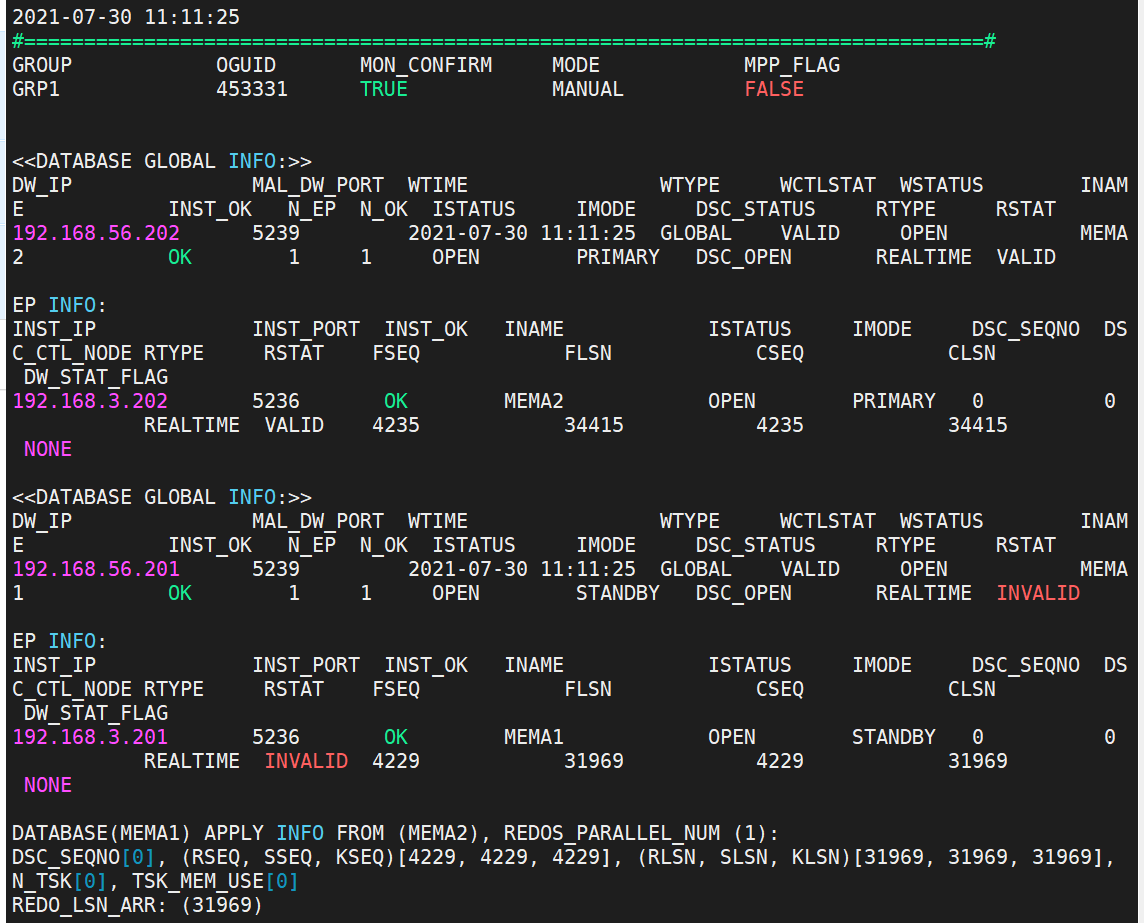 2021-07-30 11:11:25
#================================================================================#
GROUP            OGUID       MON_CONFIRM     MODE            MPP_FLAG
GRP1             453331      TRUE            MANUAL          FALSE
<<DATABASE GLOBAL INFO:>>
DW_IP               MAL_DW_PORT  WTIME                WTYPE     WCTLSTAT  WSTATUS        INAM
E            INST_OK   N_EP  N_OK  ISTATUS     IMODE     DSC_STATUS     RTYPE     RSTAT
192.168.56.202      5239         2021-07-30 11:11:25  GLOBAL    VALID     OPEN           MEMA
2            OK        1     1     OPEN        PRIMARY   DSC_OPEN       REALTIME  VALID
EP INFO:
INST_IP             INST_PORT  INST_OK   INAME            ISTATUS     IMODE     DSC_SEQNO  DS
C_CTL_NODE RTYPE     RSTAT    FSEQ            FLSN            CSEQ            CLSN
DW_STAT_FLAG
192.168.3.202       5236       OK        MEMA2            OPEN        PRIMARY   0          0
REALTIME  VALID    4235            34415           4235            34415
NONE
<<DATABASE GLOBAL INFO:>>
DW_IP               MAL_DW_PORT  WTIME                WTYPE     WCTLSTAT  WSTATUS        INAM
E            INST_OK   N_EP  N_OK  ISTATUS     IMODE     DSC_STATUS     RTYPE     RSTAT
192.168.56.201      5239         2021-07-30 11:11:25  GLOBAL    VALID     OPEN           MEMA
1            OK        1     1     OPEN        STANDBY   DSC_OPEN       REALTIME  INVALID
EP INFO:
INST_IP             INST_PORT  INST_OK   INAME            ISTATUS     IMODE     DSC_SEQNO  DS
C_CTL_NODE RTYPE     RSTAT    FSEQ            FLSN            CSEQ            CLSN
DW_STAT_FLAG
192.168.3.201       5236       OK        MEMA1            OPEN        STANDBY   0          0
REALTIME  INVALID  4229            31969           4229            31969
NONE
DATABASE(MEMA1) APPLY INFO FROM (MEMA2), REDOS_PARALLEL_NUM (1):
DSC_SEQNO[0], (RSEQ, SSEQ, KSEQ)[4229, 4229, 4229], (RLSN, SLSN, KLSN)[31969, 31969, 31969],
N_TSK[0], TSK_MEM_USE[0]
REDO_LSN_ARR: (31969)